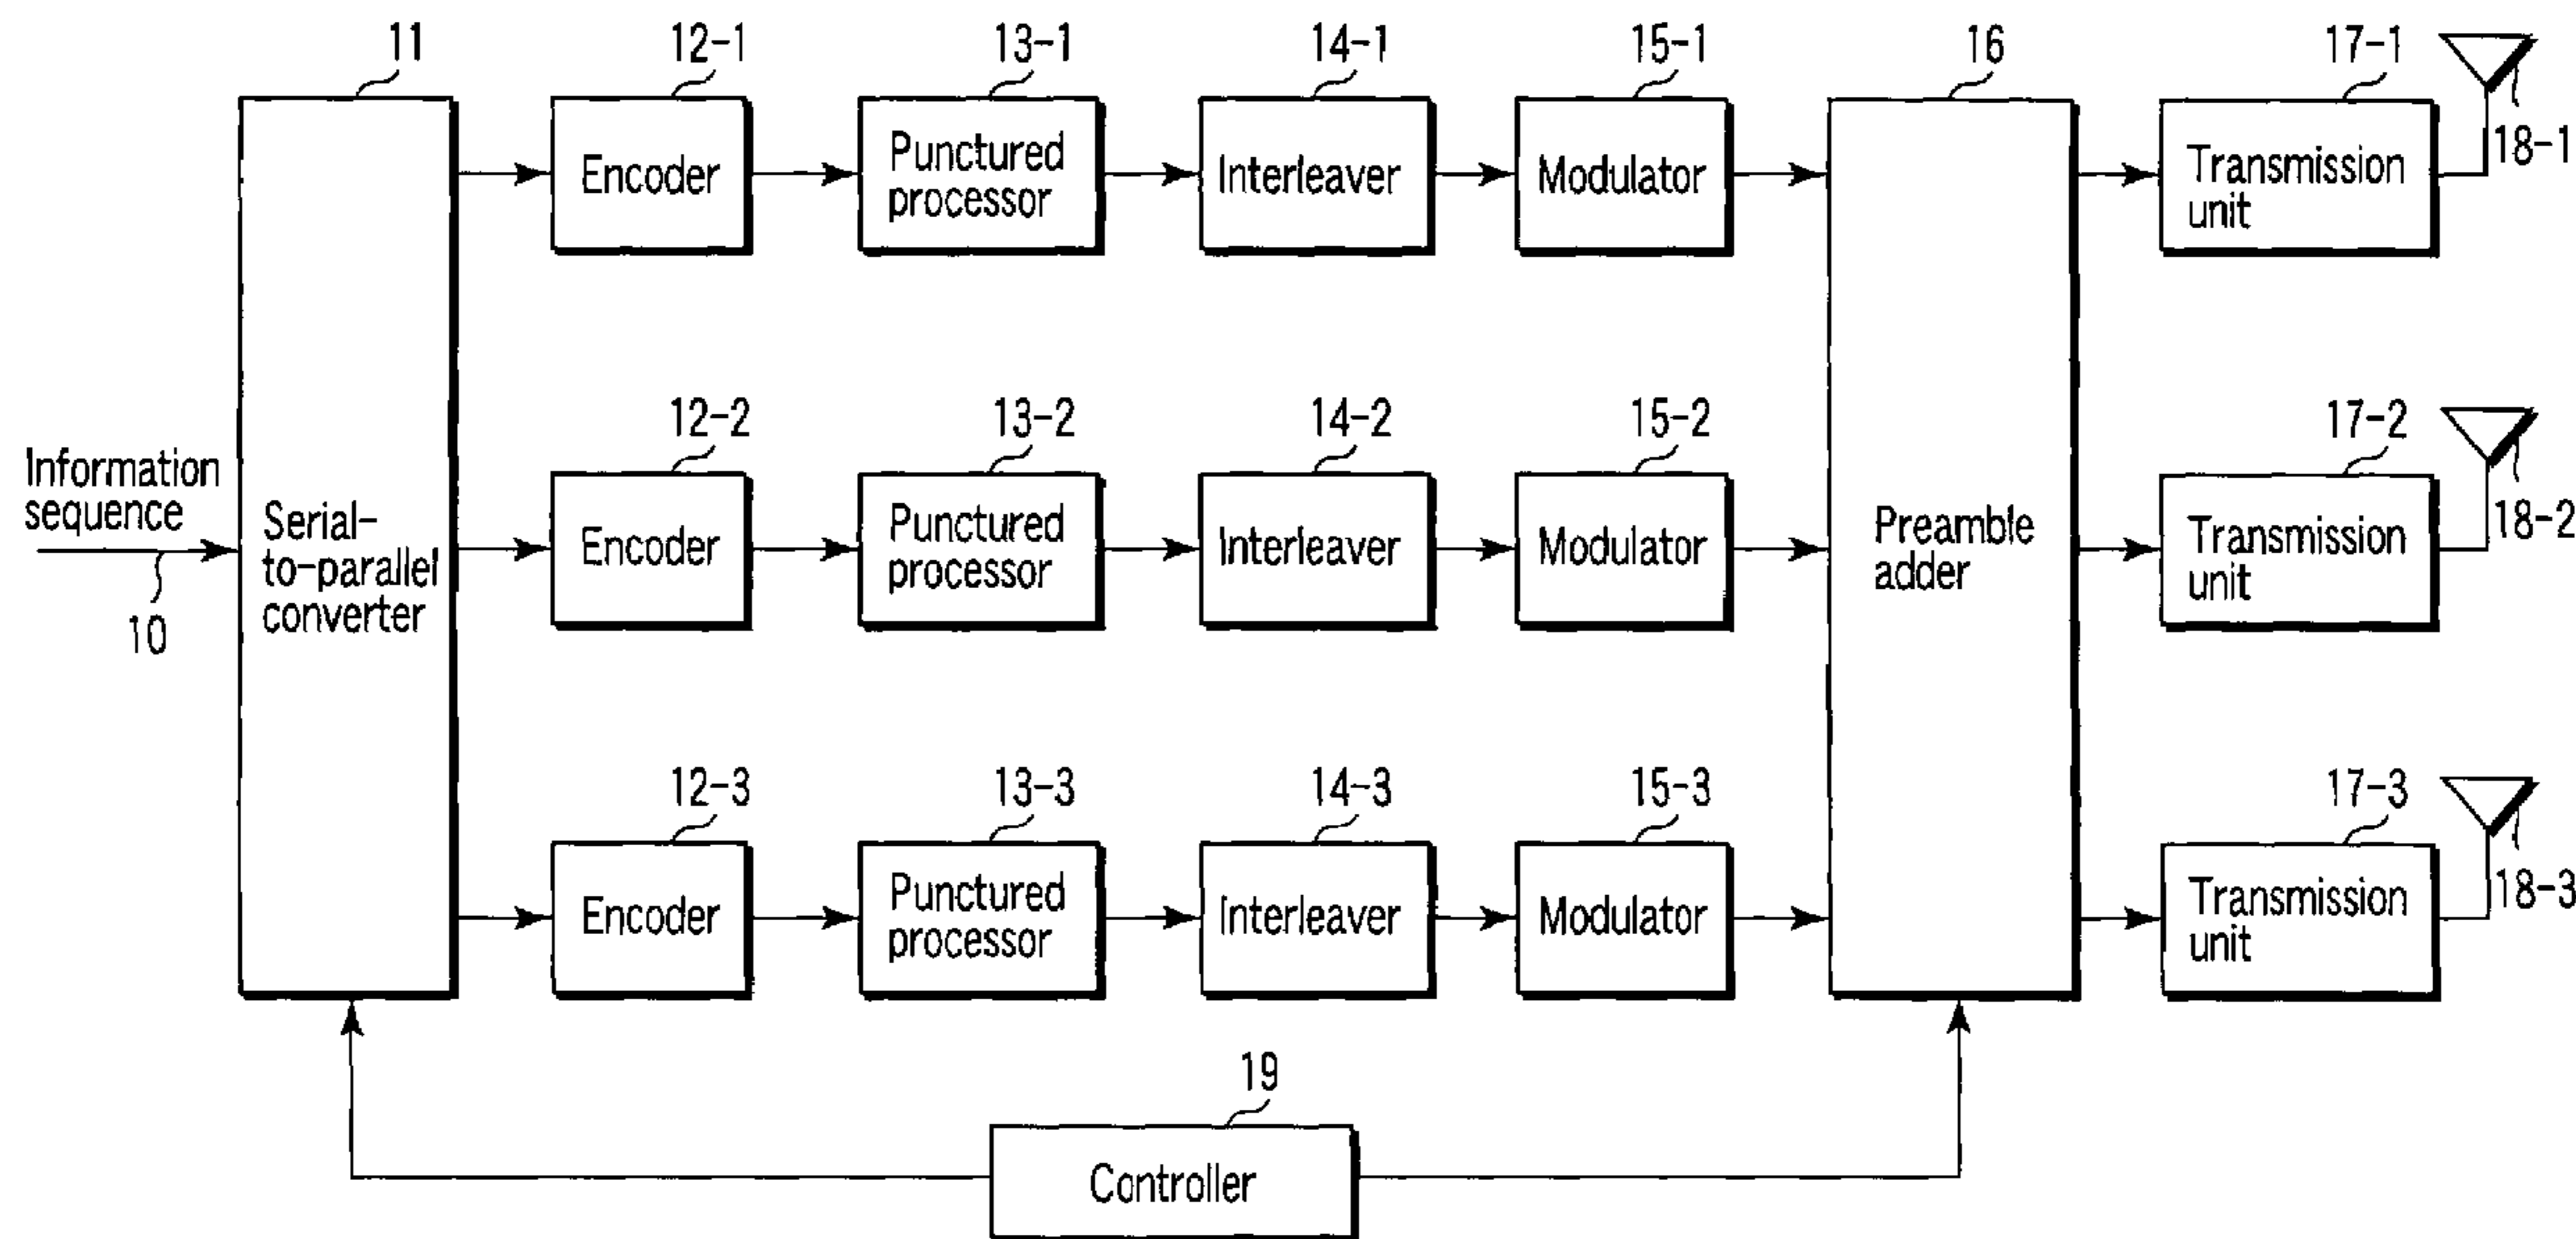 11
12-1
13-1
14-1
15-1
16
17-1
18-1
Encoder
Punctured
processor
Interleaver
Modulator
Transmission
unit
12-2
13-2
14-2
15-2
17-2
18-2
Information
sequence
10
Serial-
to-parallel
converter
Encoder
Punctured
processor
Interleaver
Modulator
Preamble
adder
Transmission
unit
12-3
13-3
14-3
15-3
17-3
18-3
Encoder
Punctured
processor
Interleaver
Modulator
Transmission
unit
19
Controller